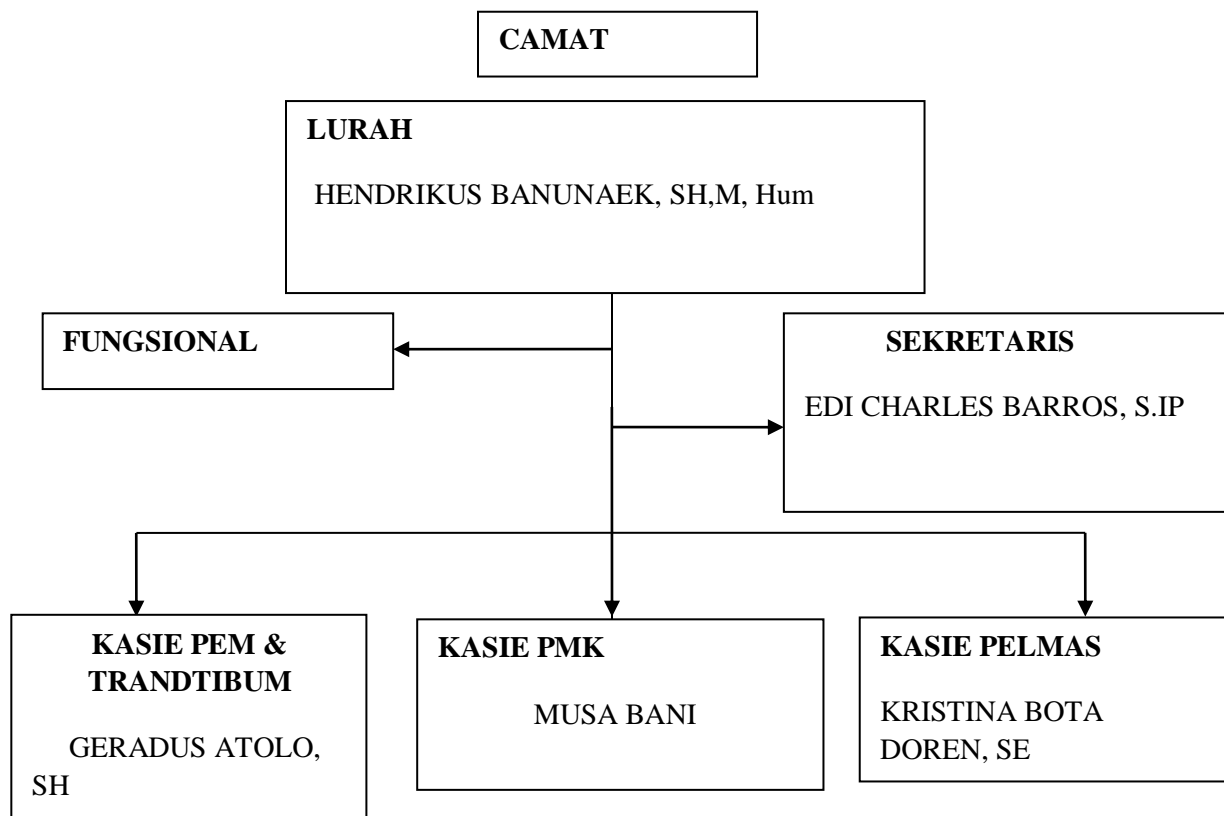 CAMAT
LURAH
HENDRIKUS BANUNAEK, SH,M, Hum
FUNGSIONAL
SEKRETARIS
EDI CHARLES BARROS, S.IP
KASIE PEM &
TRANDTIBUM
GERADUS ATOLO,
SH
KASIE PMK
MUSA BANI
KASIE PELMAS
KRISTINA BOTA
DOREN, SE